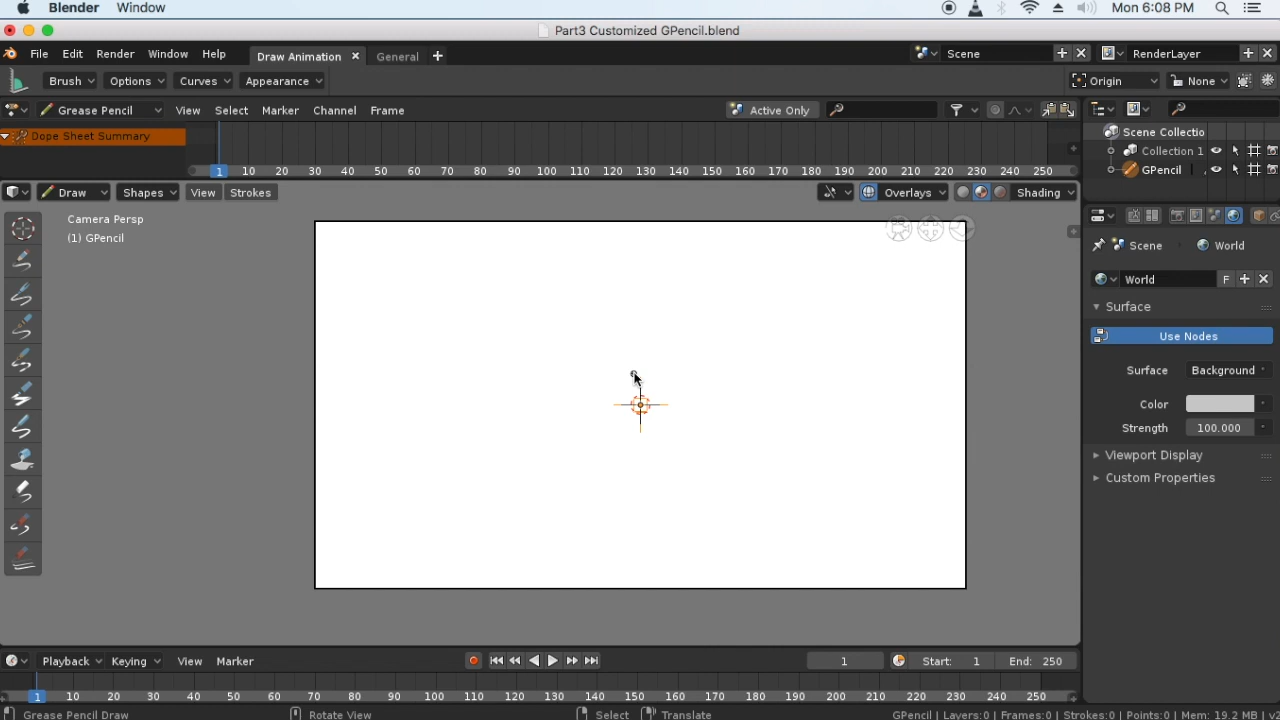 Blender Window Mon 6:08 PM
Part3 Customized GPencil.blend
File Edit Render Window Help Draw Animation General + Scene RenderLayer
Brush Options Curves Appearance Origin None
Grease Pencil View Select Marker Channel Frame Active Only
Dope Sheet Summary
Scene Collectio
Collection 1
GPencil
1 10 20 30 40 50 60 70 80 90 100 110 120 130 140 150 160 170 180 190 200 210 220 230 240 250
Draw Shapes View Strokes Overlays Shading
Camera Persp
(1) GPencil
Scene World
World F
Surface
Use Nodes
Surface Background
Color
Strength 100.000
Viewport Display
Custom Properties
Playback Keying View Marker 1 Start: 1 End: 250
1 10 20 30 40 50 60 70 80 90 100 110 120 130 140 150 160 170 180 190 200 210 220 230 240 250
Grease Pencil Draw Rotate View Select Translate GPencil | Layers:0 | Frames:0 | Strokes:0 | Points:0 | Mem: 19.2 MB |